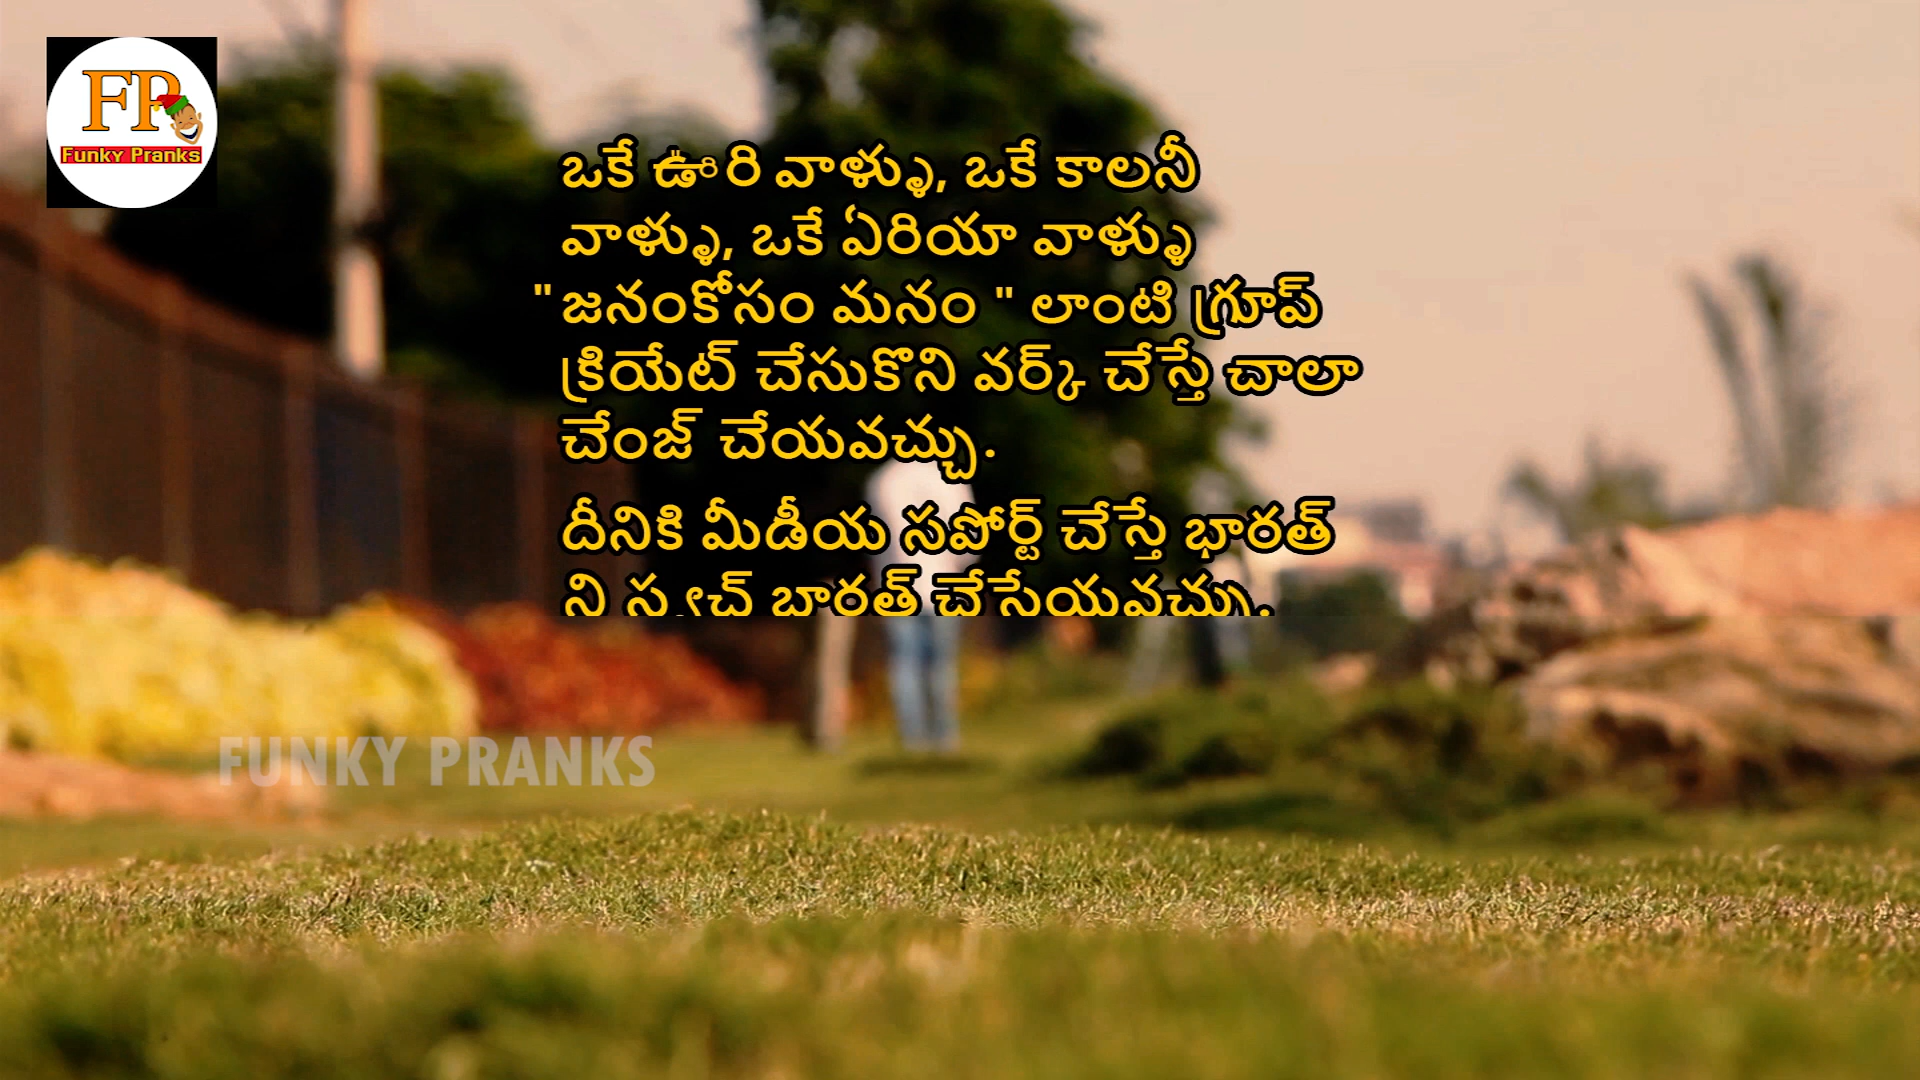 FP
Funky Pranks
ఒకే ఊరి వాళ్ళు, ఒకే కాలనీ
వాళ్ళు, ఒకే ఏరియా వాళ్ళు
"జనంకోసం మనం " లాంటి గ్రూప్
క్రియేట్ చేసుకొని వర్క్ చేస్తే చాలా
చేంజ్ చేయవచ్చు.
దీనికి మీడీయ సపోర్ట్ చేస్తే భారత్
ని స్వచ్ బారత్ చేసేయవచ్చు.
FUNKY PRANKS